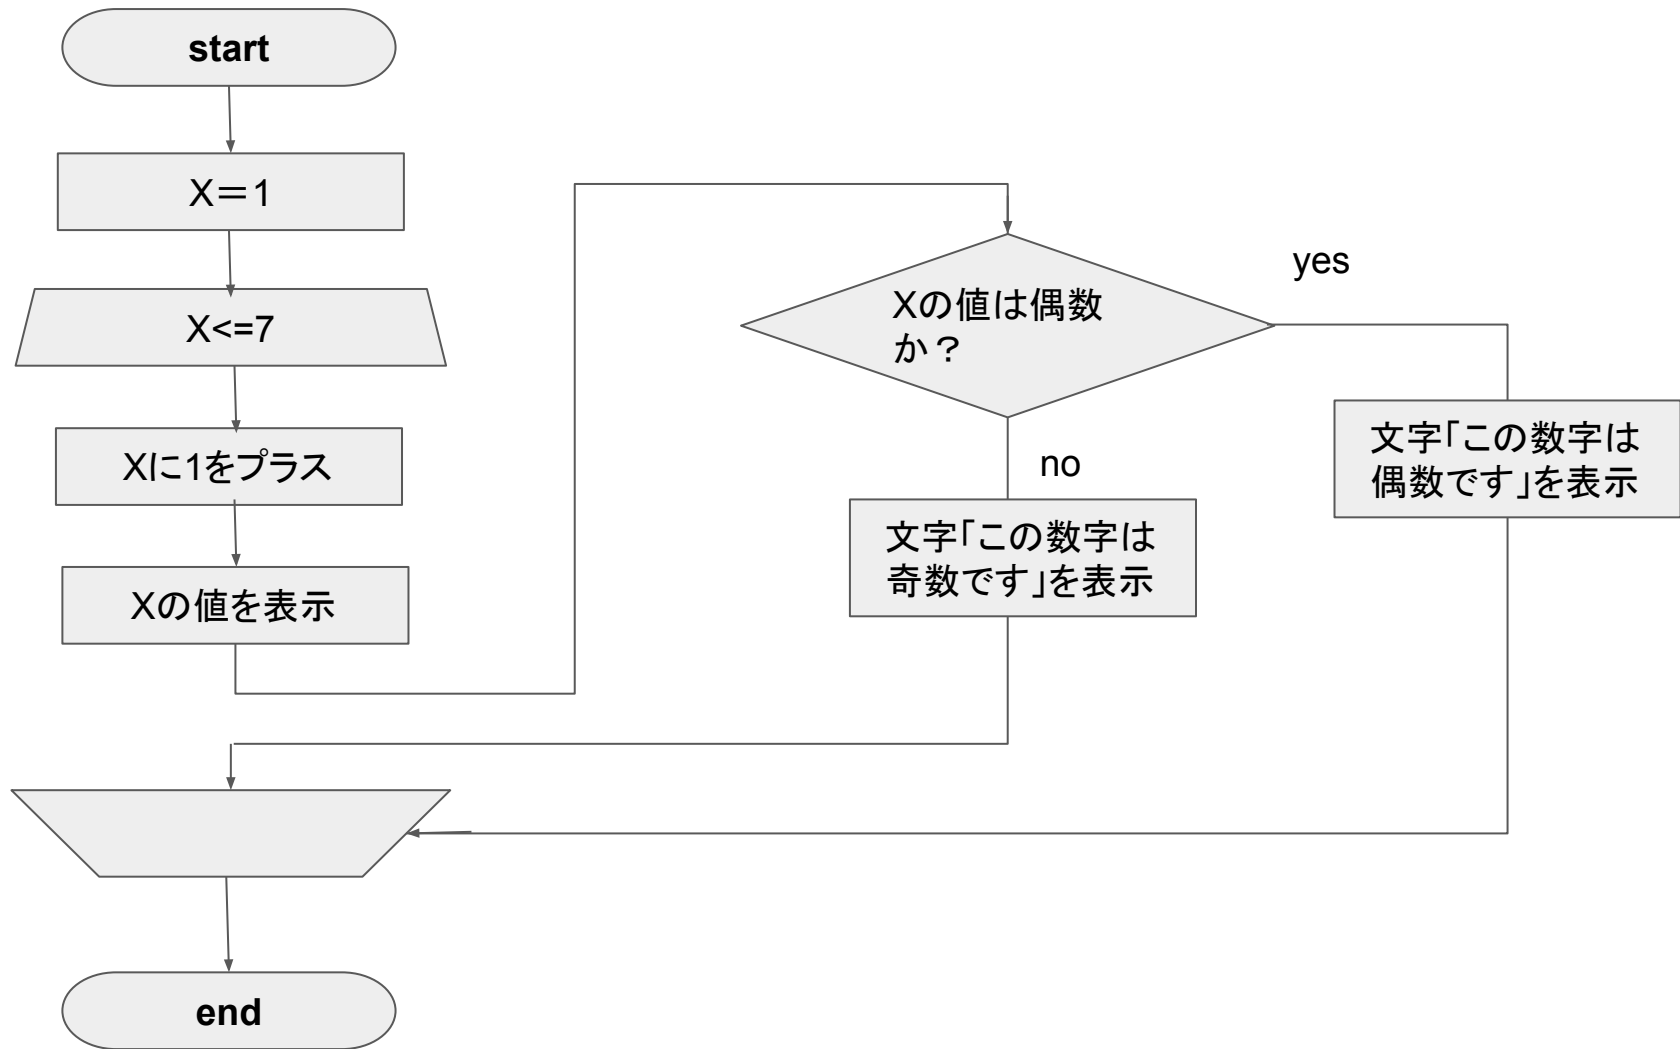 start
X＝1
X<=7
Xに1をプラス
Xの値を表示
Xの値は偶数
か？
yes
no
文字「この数字は
奇数です」を表示
文字「この数字は
偶数です」を表示
end